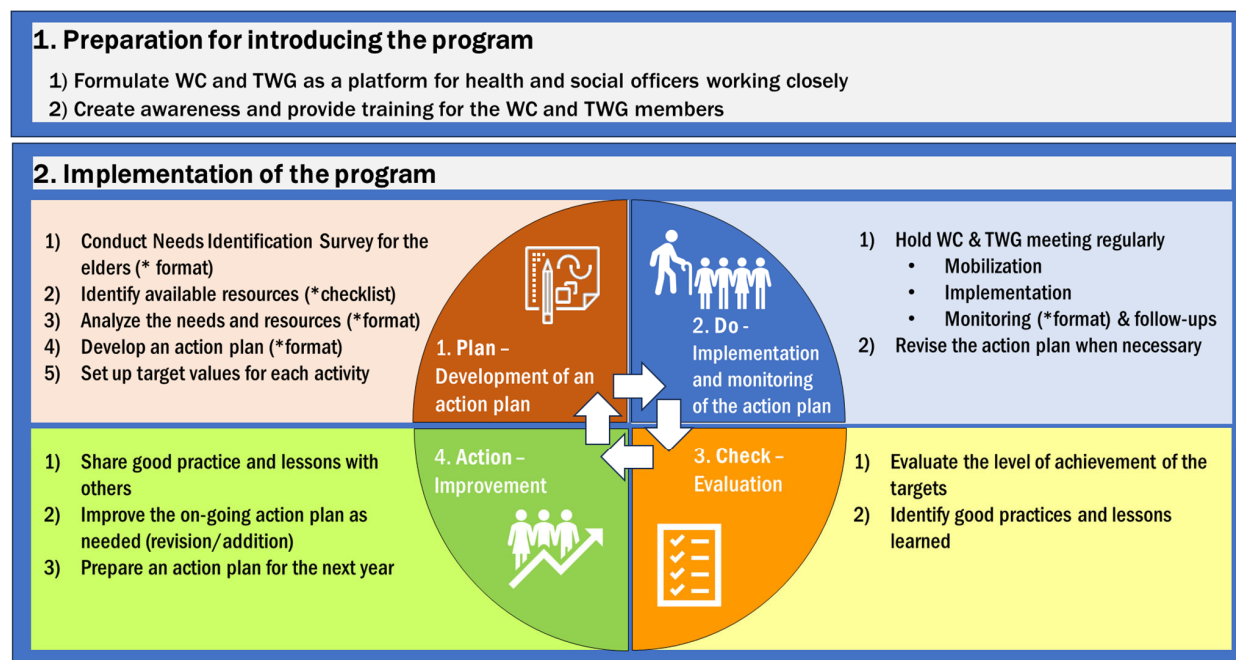 1. Preparation for introducing the program
1) Formulate WC and TWG as a platform for health and social officers working closely
2) Create awareness and provide training for the WC and TWG members
2. Implementation of the program
1) Conduct Needs Identification Survey for the
elders (* format)
2) Identify available resources (*checklist)
3) Analyze the needs and resources (*format)
4) Develop an action plan (*format)
5) Set up target values for each activity
1. Plan –
Development of an
action plan
2. Do -
Implementation
and monitoring
of the action plan
1) Hold WC & TWG meeting regularly
• Mobilization
• Implementation
• Monitoring (*format) & follow-ups
2) Revise the action plan when necessary
1) Share good practice and lessons with
others
2) Improve the on-going action plan as
needed (revision/addition)
3) Prepare an action plan for the next year
4. Action –
Improvement
3. Check –
Evaluation
1) Evaluate the level of achievement of the
targets
2) Identify good practices and lessons
learned